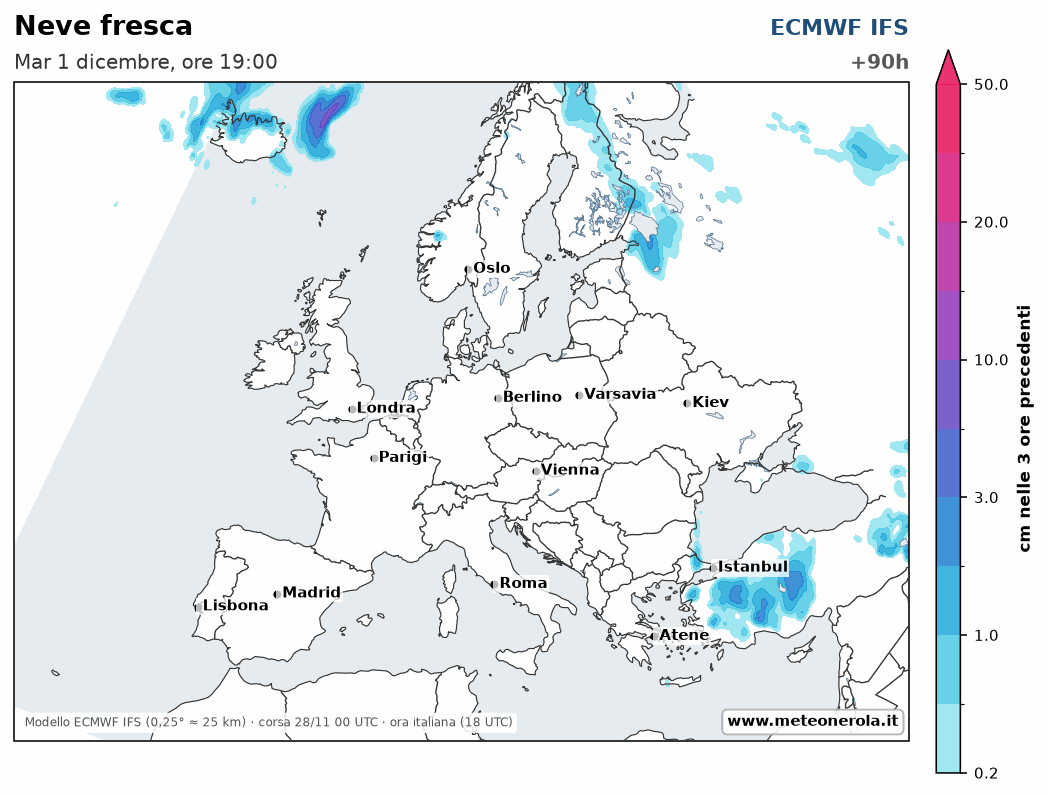 Neve fresca
ECMWF IFS
Mar 1 dicembre, ore 19:00
+90h
50.0
20.0
10.0
3.0
1.0
0.2
cm nelle 3 ore precedenti
Oslo
Berlino
Varsavia
Kiev
Londra
Parigi
Vienna
Istanbul
Roma
Madrid
Lisbona
Atene
Modello ECMWF IFS (0,25° ≈ 25 km) · corsa 28/11 00 UTC · ora italiana (18 UTC)
www.meteonerola.it